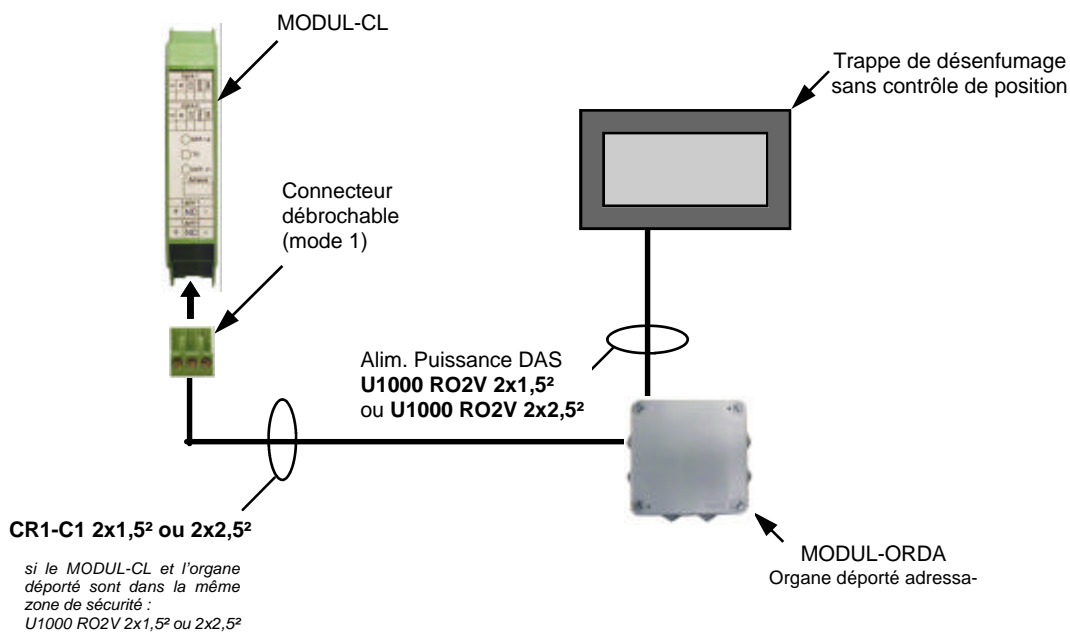 MODUL-CL
Trappe de désenfumage
sans contrôle de position
Connecteur
débrochable
(mode 1)
Alim. Puissance DAS
U1000 RO2V 2x1,5²
ou U1000 RO2V 2x2,5²
CR1-C1 2x1,5² ou 2x2,5²
si le MODUL-CL et l'organe
déporté sont dans la même
zone de sécurité :
U1000 RO2V 2x1,5² ou 2x2,5²
MODUL-ORDA
Organe déporté adressa-